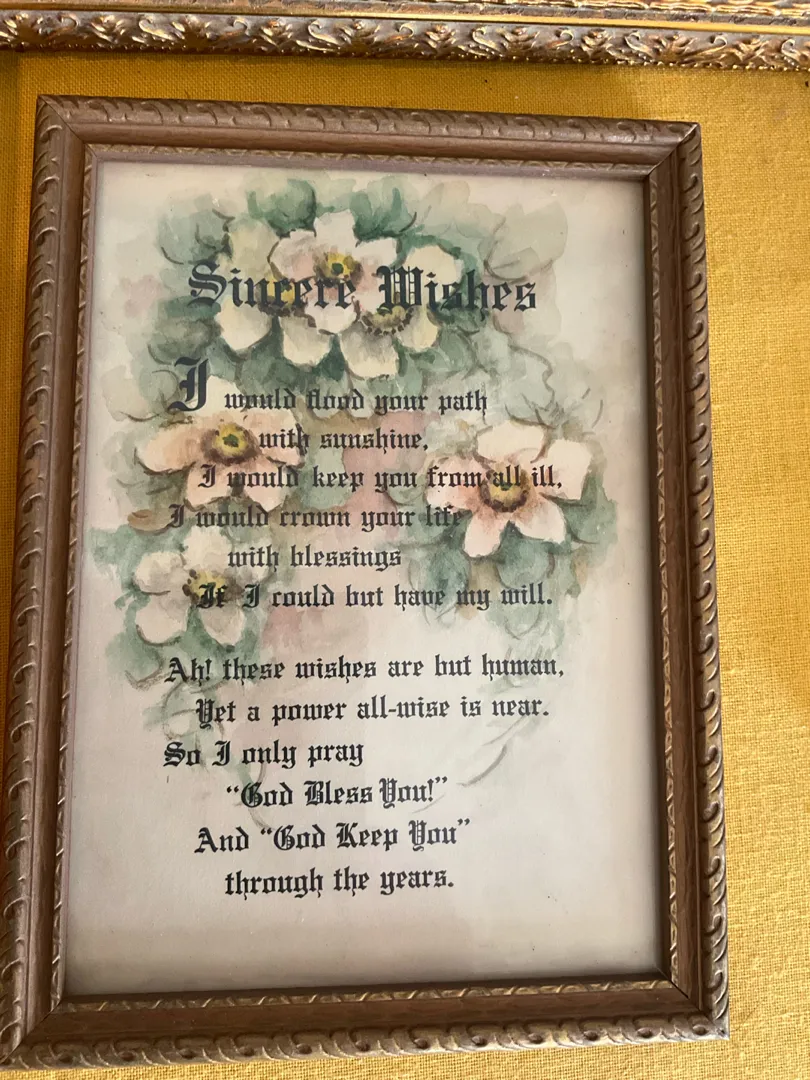 Sincere Wishes
I would flood your path
with sunshine,
I would keep you from all ill,
I would crown your life
with blessings
If I could but have my will.
Ah! these wishes are but human,
Yet a power all-wise is near.
So I only pray
“God Bless You!”
And “God Keep You”
through the years.